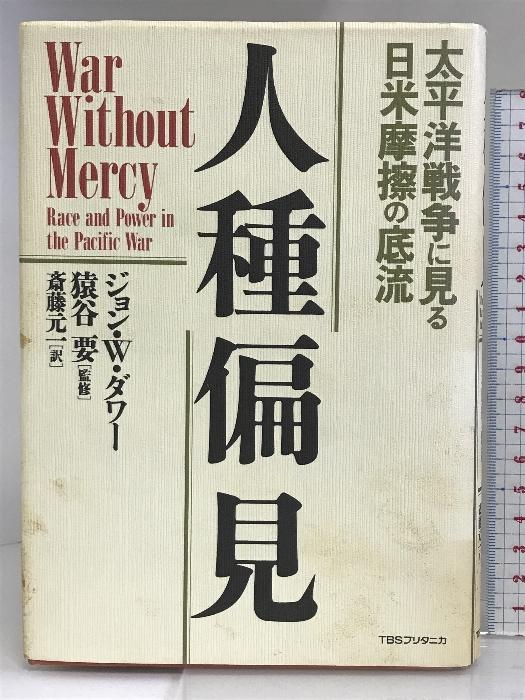 太平洋戦争に見る
日米摩擦の底流
人種偏見
War
Without
Mercy
Race and Power in
the Pacific War
ジョン・W・ダワー
猿谷 要[監修]
斎藤元一[訳]
TBSブリタニカ